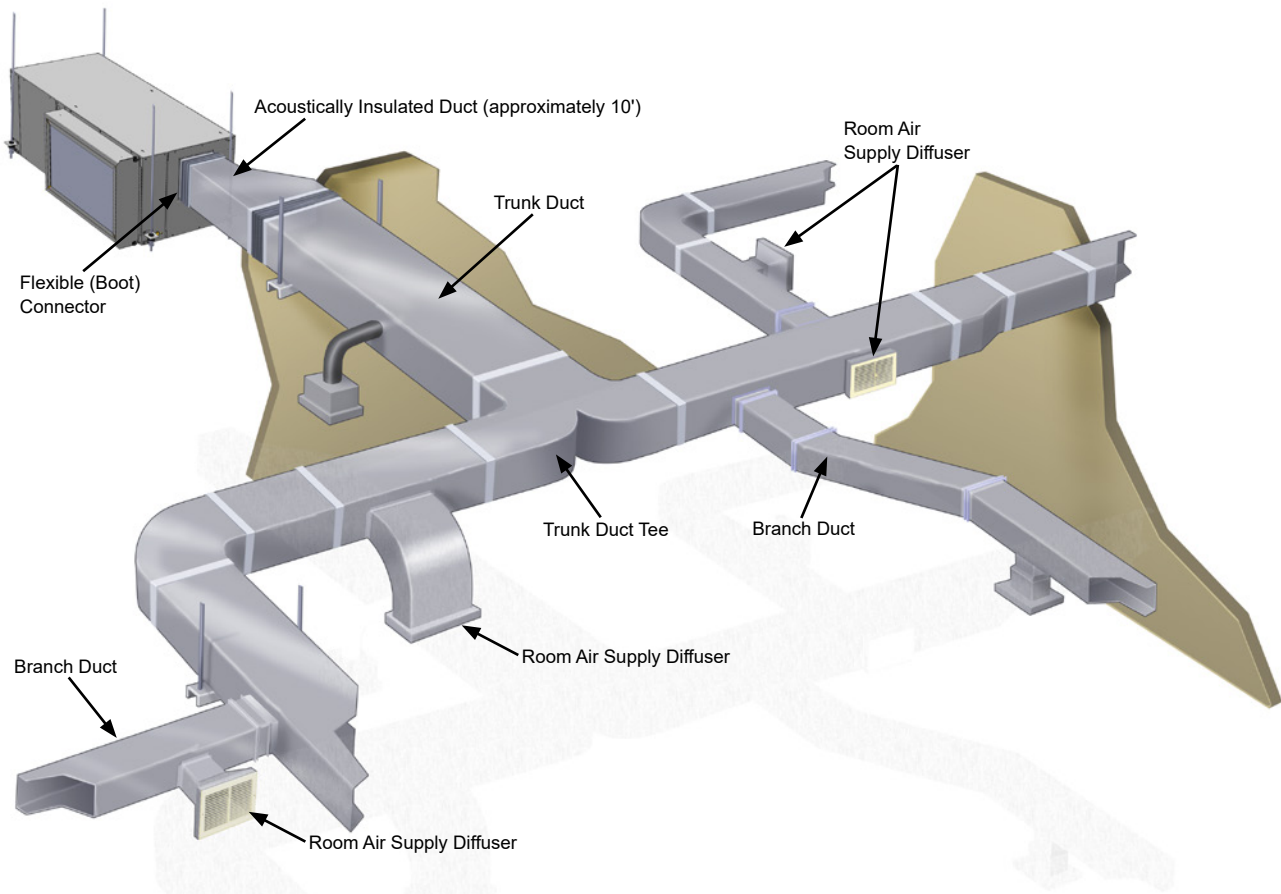 Acoustically Insulated Duct (approximately 10')
Room Air
Supply Diffuser
Trunk Duct
Flexible (Boot)
Connector
Trunk Duct Tee
Branch Duct
Room Air Supply Diffuser
Branch Duct
Room Air Supply Diffuser